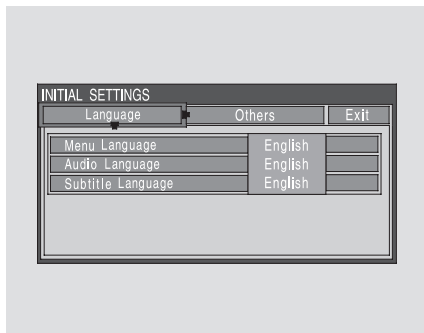 INITIAL SETTINGS
Language Others Exit
Menu Language English
Audio Language English
Subtitle Language English